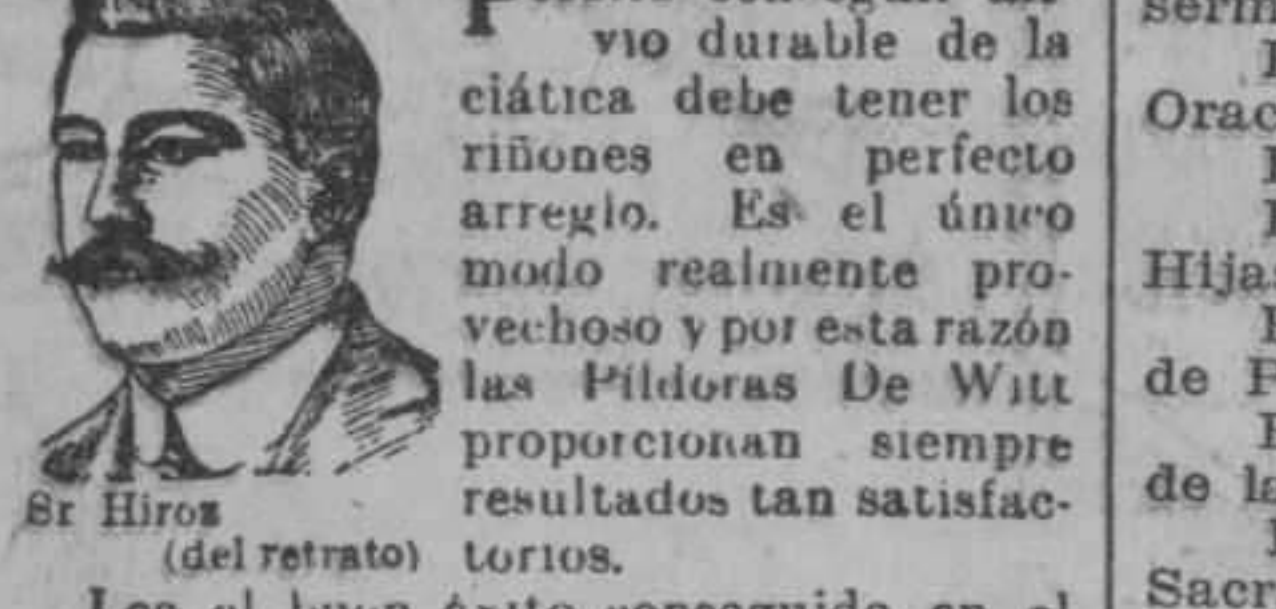 vio durable de la
ciática debe tener los
riñones en perfecto
arreglo. Es el único
modo realmente pro-
vechoso y por esta razón
las Píldoras De Witt
proporcionan siempre
resultados tan satisfac-
torios.
Sr Hiroz
(del retrato)
Orac
Hijas
de
de la
Sacr